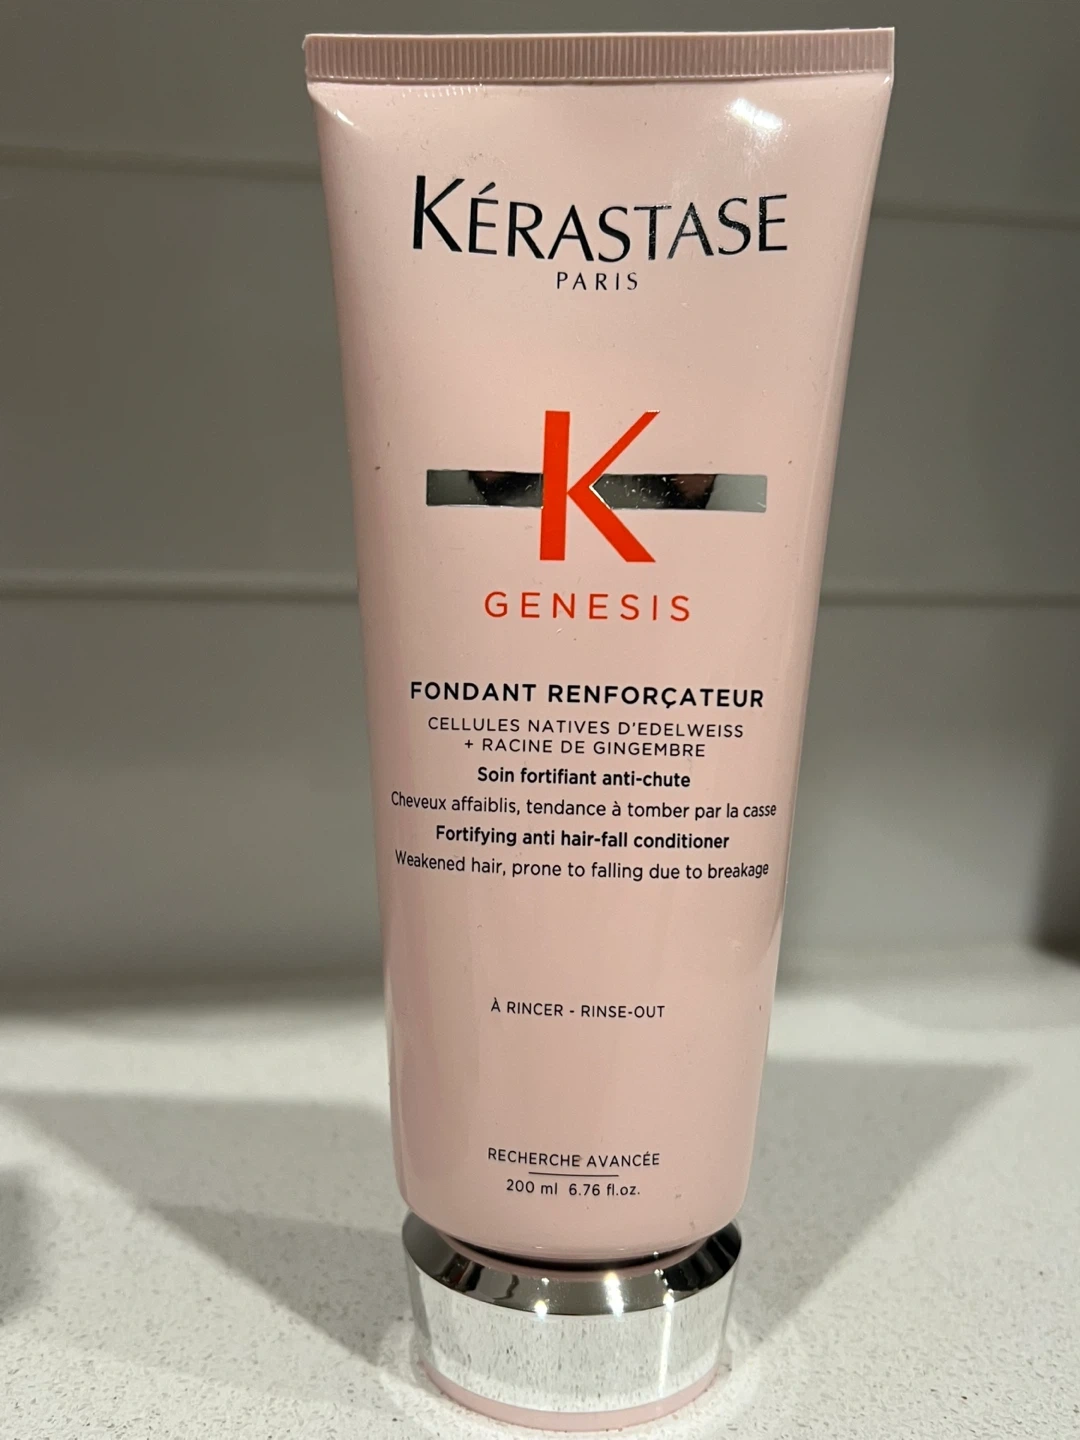 KÉRASTASE
PARIS
K
GENESIS
FONDANT RENFORÇATEUR
CELLULES NATIVES D'EDELWEISS
+ RACINE DE GINGEMBRE
Soin fortifiant anti-chute
Cheveux affaiblis, tendance à tomber par la casse
Fortifying anti hair-fall conditioner
Weakened hair, prone to falling due to breakage
À RINCER - RINSE-OUT
RECHERCHE AVANCÉE
200 ml 6.76 fl.oz.